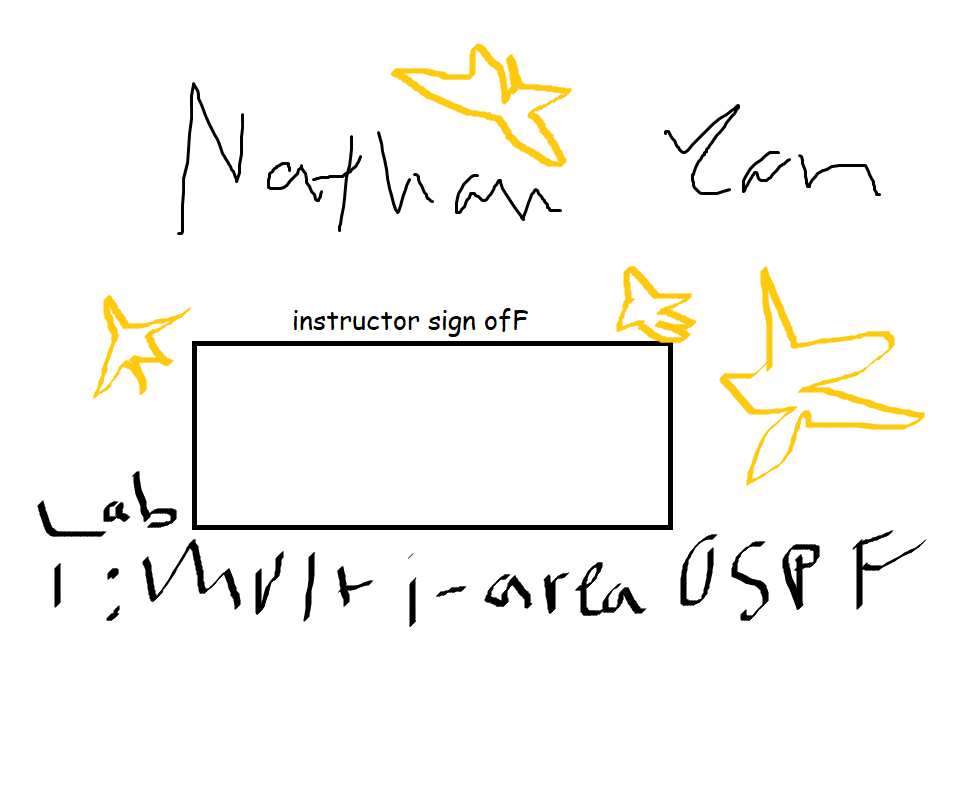 Nathan Yan
instructor sign ofF
Lab
1: Multi-area OSPF